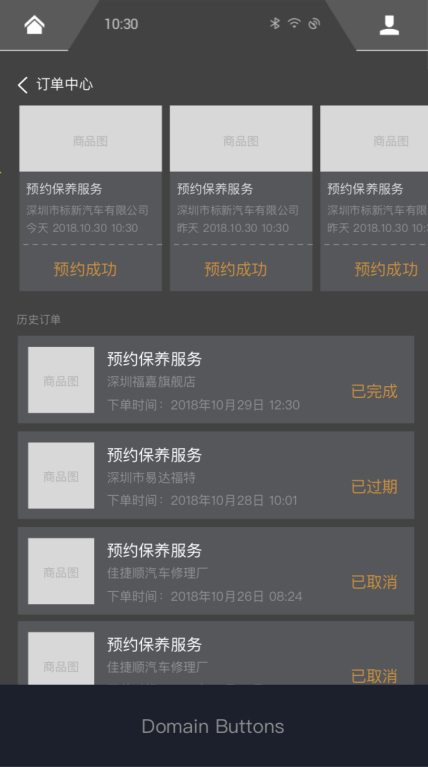 10:30
订单中心
商品图
预约保养服务
深圳市标新汽车有限公司
今天 2018.10.30 10:30
预约成功
商品图
预约保养服务
深圳市标新汽车有限公司
昨天 2018.10.30 10:30
预约成功
商品图
预约保养服务
深圳市标新汽车有限
昨天 2018.10.30 10:
预约成功
历史订单
商品图
预约保养服务
深圳福嘉旗舰店
下单时间：2018年10月29日 12:30
已完成
商品图
预约保养服务
深圳市易达福特
下单时间：2018年10月28日 10:01
已过期
商品图
预约保养服务
佳捷顺汽车修理厂
下单时间：2018年10月26日 08:24
已取消
商品图
预约保养服务
佳捷顺汽车修理厂
已取消
Domain Buttons